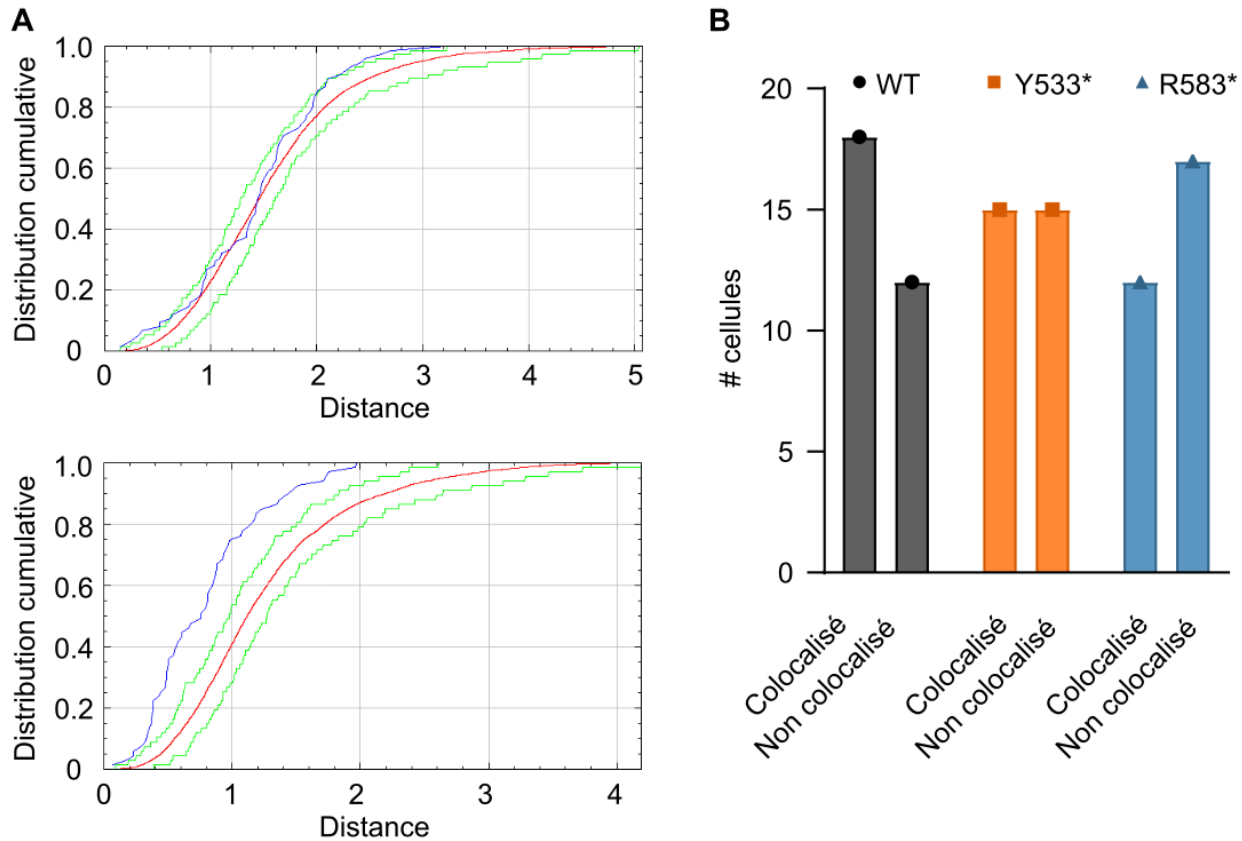 A
Distribution cumulative
1.0
0.8
0.6
0.4
0.2
0
0 1 2 3 4 5
Distance
Distribution cumulative
1.0
0.8
0.6
0.4
0.2
0
0 1 2 3 4
Distance
B
WT Y533* R583*
# cellules
20
15
10
5
0
Colocalisé
Non colocalisé
Colocalisé
Non colocalisé
Colocalisé
Non colocalisé